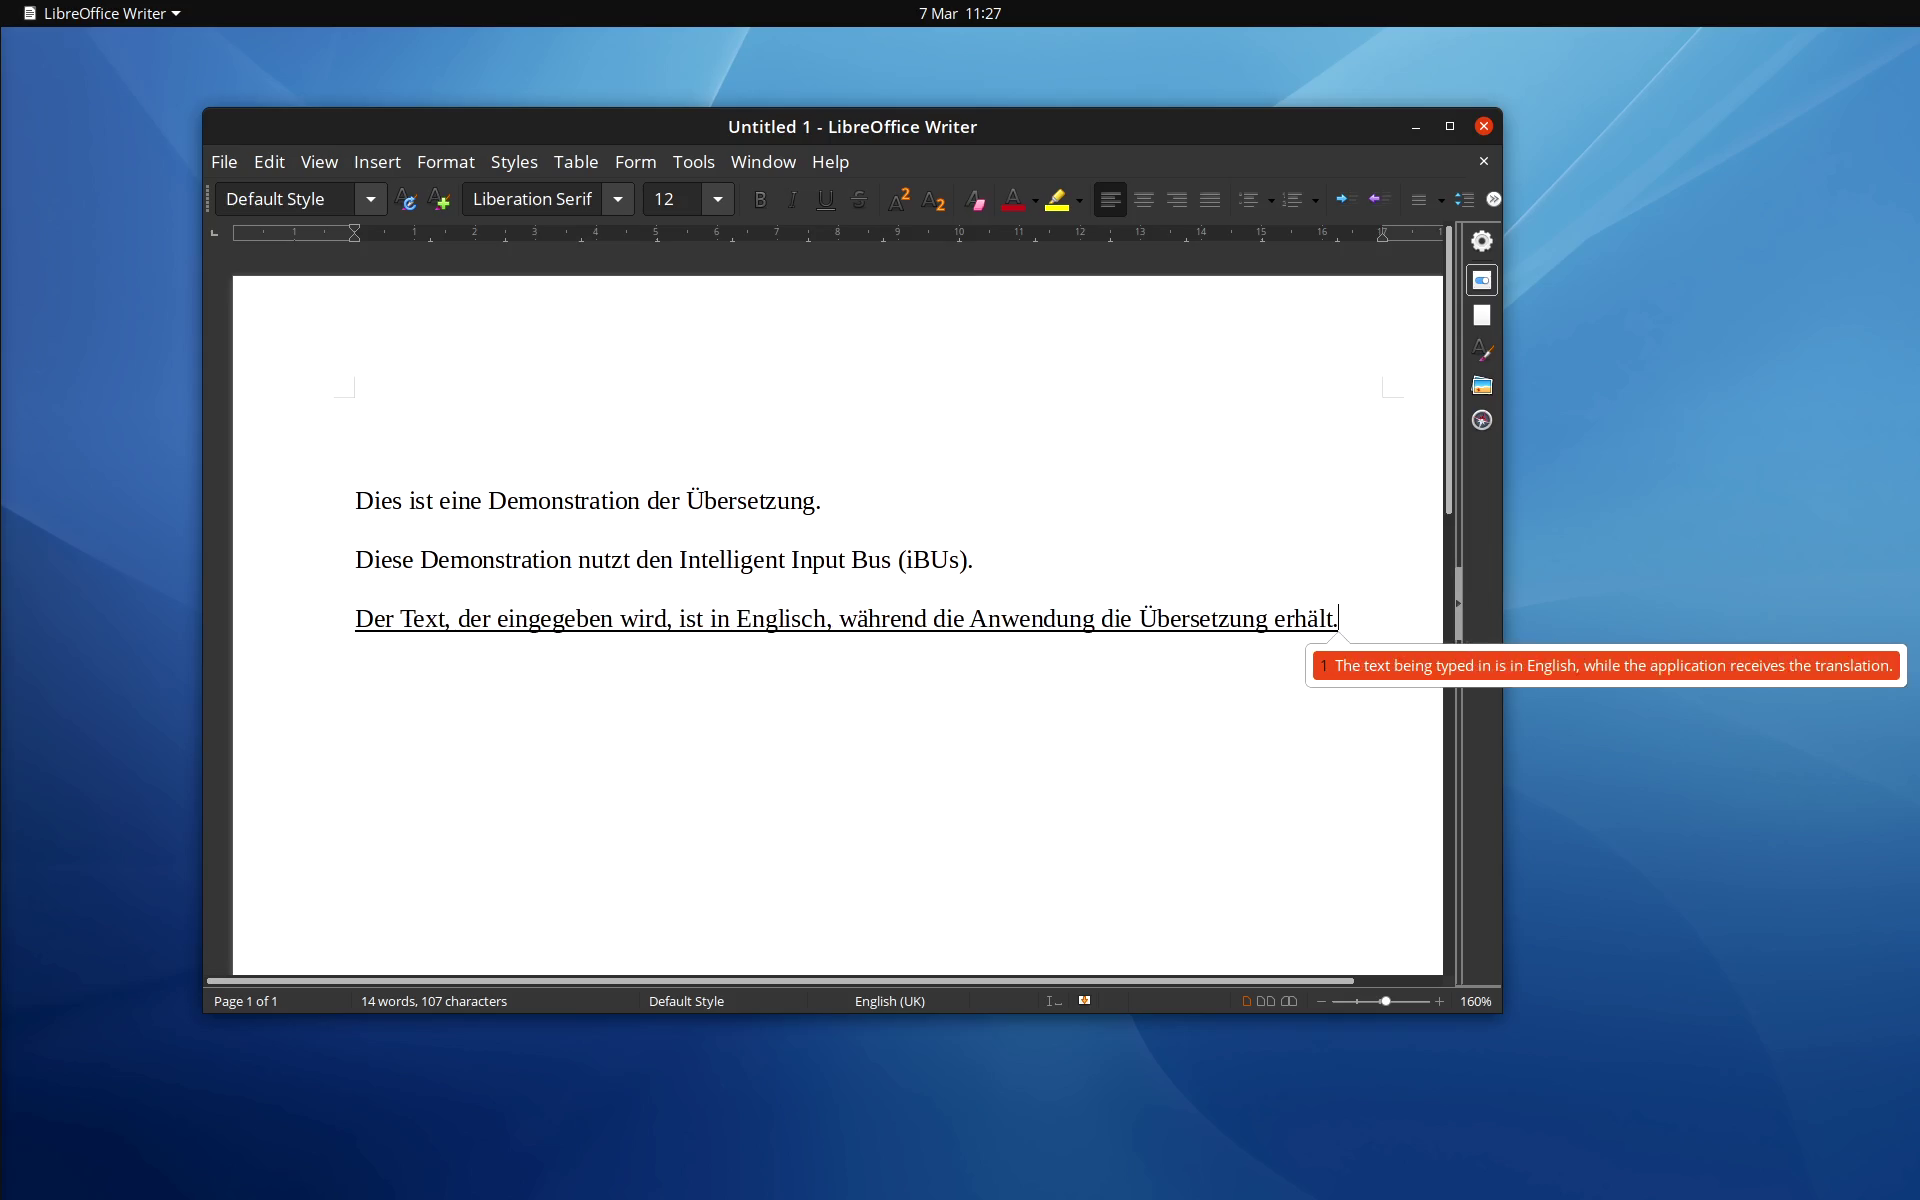 LibreOffice Writer
7 Mar 11:27
Untitled 1 - LibreOffice Writer
File Edit View Insert Format Styles Table Form Tools Window Help
Default Style Liberation Serif 12
1 1 2 3 4 5 6 7 8 9 10 11 12 13 14 15 16 17 1
Dies ist eine Demonstration der Übersetzung.
Diese Demonstration nutzt den Intelligent Input Bus (iBUs).
Der Text, der eingegeben wird, ist in Englisch, während die Anwendung die Übersetzung erhält.
1 The text being typed in is in English, while the application receives the translation.
Page 1 of 1 14 words, 107 characters Default Style English (UK) 160%